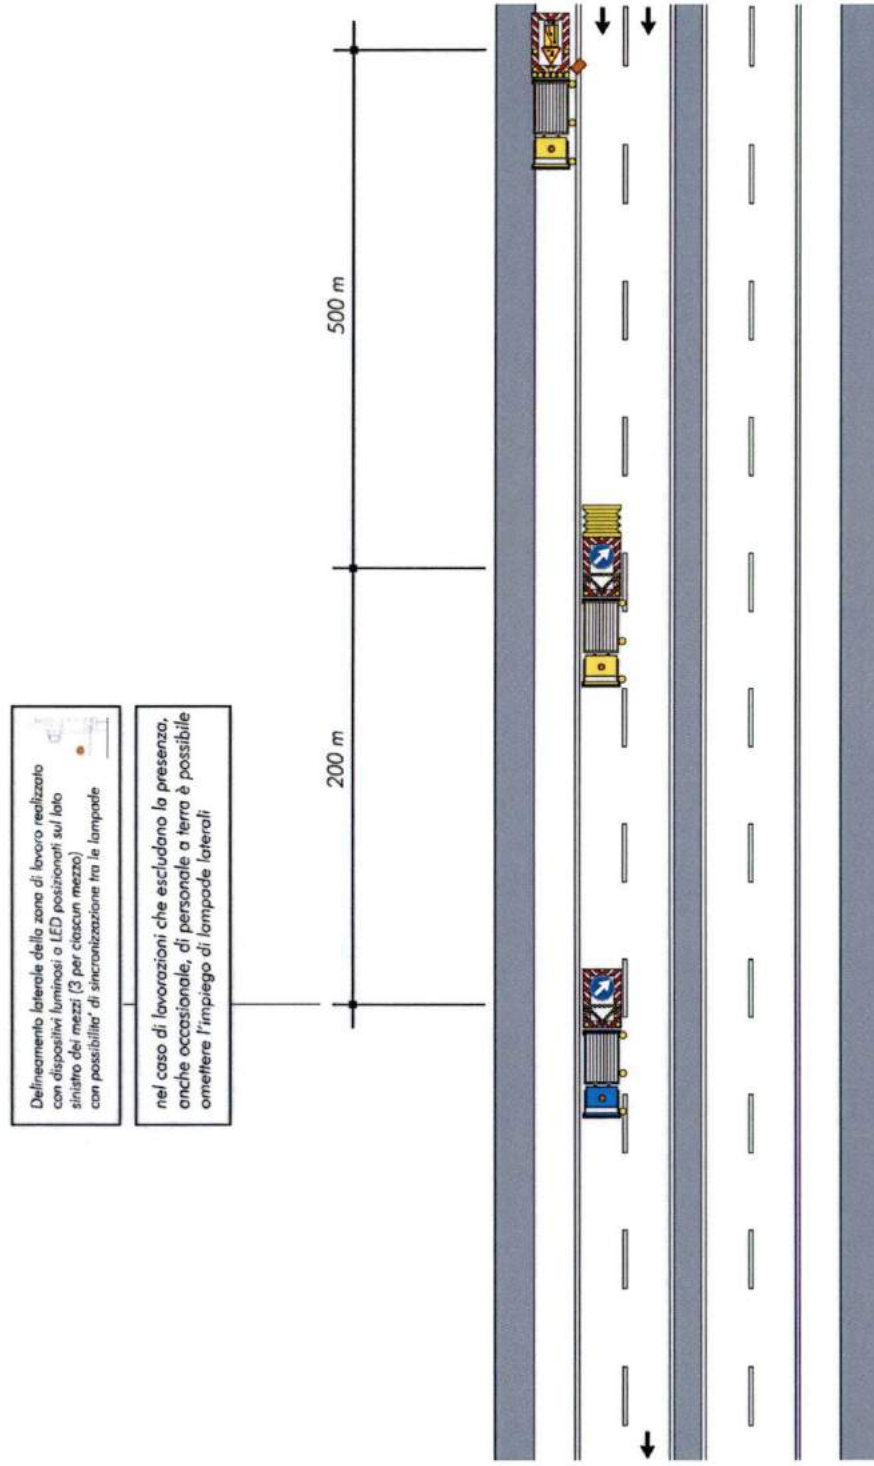 500 m
200 m
Delineamento laterale della zona di lavoro realizzato
con dispositivi luminosi a LED posizionati sul lato
sinistro dei mezzi (3 per ciascun mezzo)
con possibilita' di sincronizzazione tra le lampade
nel caso di lavorazioni che escludano la presenza,
anche occasionale, di personale a terra è possibile
omettere l'impiego di lampade laterali